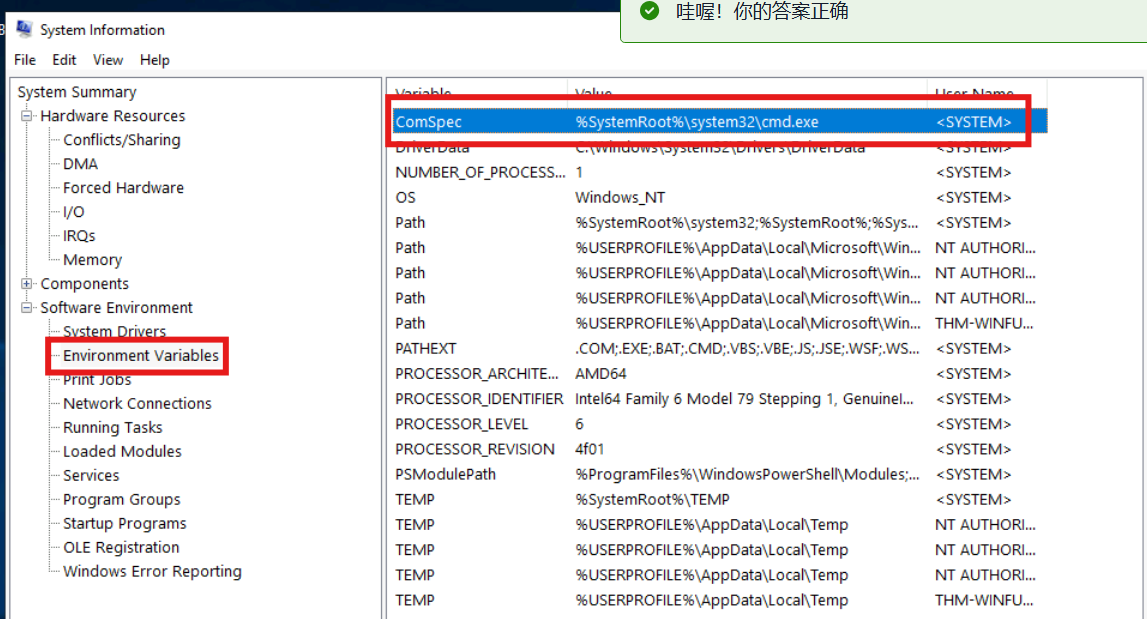 哇喔！你的答案正确
System Information
File Edit View Help
System Summary
Hardware Resources
Conflicts/Sharing
DMA
Forced Hardware
I/O
IRQs
Memory
Components
Software Environment
System Drivers
Environment Variables
Print Jobs
Network Connections
Running Tasks
Loaded Modules
Services
Program Groups
Startup Programs
OLE Registration
Windows Error Reporting
Variable Value User Name
ComSpec %SystemRoot%\system32\cmd.exe <SYSTEM>
DriverData C:\Windows\System32\Drivers\DriverData <SYSTEM>
NUMBER_OF_PROCESS... 1 <SYSTEM>
OS Windows_NT <SYSTEM>
Path %SystemRoot%\system32;%SystemRoot%;%Sys... <SYSTEM>
Path %USERPROFILE%\AppData\Local\Microsoft\Win... NT AUTHORI...
Path %USERPROFILE%\AppData\Local\Microsoft\Win... NT AUTHORI...
Path %USERPROFILE%\AppData\Local\Microsoft\Win... NT AUTHORI...
Path %USERPROFILE%\AppData\Local\Microsoft\Win... THM-WINFU...
PATHEXT .COM;.EXE;.BAT;.CMD;.VBS;.VBE;.JS;.JSE;.WSF;.WS... <SYSTEM>
PROCESSOR_ARCHITE... AMD64 <SYSTEM>
PROCESSOR_IDENTIFIER Intel64 Family 6 Model 79 Stepping 1, GenuineI... <SYSTEM>
PROCESSOR_LEVEL 6 <SYSTEM>
PROCESSOR_REVISION 4f01 <SYSTEM>
PSModulePath %ProgramFiles%\WindowsPowerShell\Modules;... <SYSTEM>
TEMP %SystemRoot%\TEMP <SYSTEM>
TEMP %USERPROFILE%\AppData\Local\Temp NT AUTHORI...
TEMP %USERPROFILE%\AppData\Local\Temp NT AUTHORI...
TEMP %USERPROFILE%\AppData\Local\Temp NT AUTHORI...
TEMP %USERPROFILE%\AppData\Local\Temp THM-WINFU...